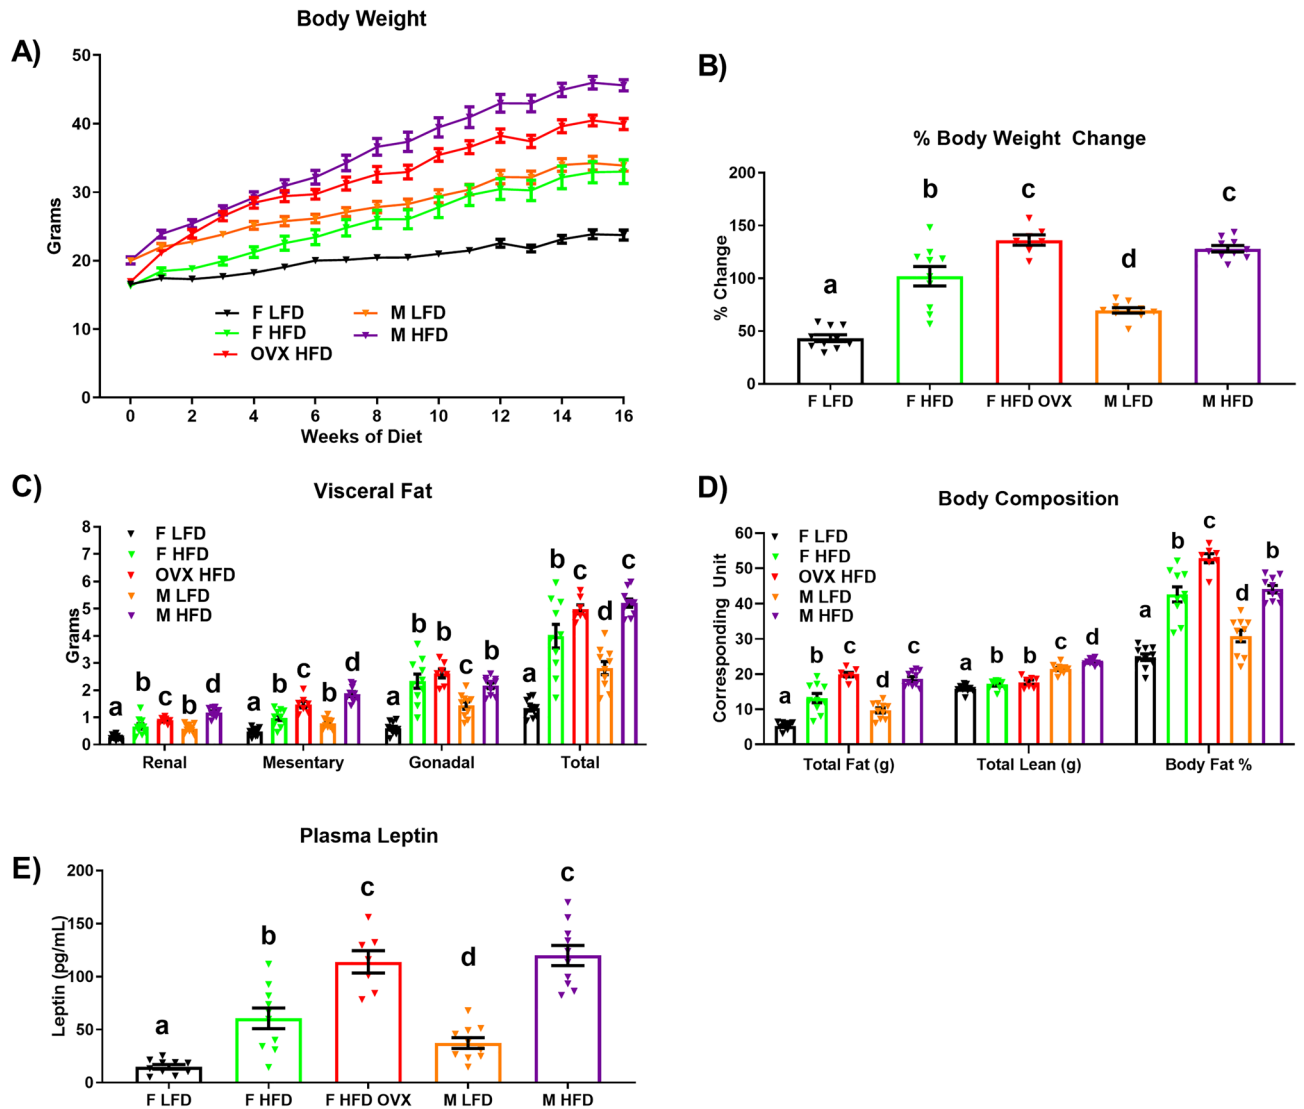 Body Weight
A)
50
40
30
20
10
0
Grams
F LFD
F HFD
OVX HFD
M LFD
M HFD
0 2 4 6 8 10 12 14 16
Weeks of Diet
B)
% Body Weight Change
200
150
100
50
0
% Change
a b c d c
F LFD F HFD F HFD OVX M LFD M HFD
C)
Visceral Fat
8
7
6
5
4
3
2
1
0
Grams
F LFD
F HFD
OVX HFD
M LFD
M HFD
a b c b d
a b c b d
a b b c b
a b c d c
Renal Mesentary Gonadal Total
D)
Body Composition
60
50
40
30
20
10
0
Corresponding Unit
F LFD
F HFD
OVX HFD
M LFD
M HFD
a b c d c
a b b c d
a b c d b
Total Fat (g) Total Lean (g) Body Fat %
E)
Plasma Leptin
200
150
100
50
0
Leptin (pg/mL)
a b c d c
F LFD F HFD F HFD OVX M LFD M HFD